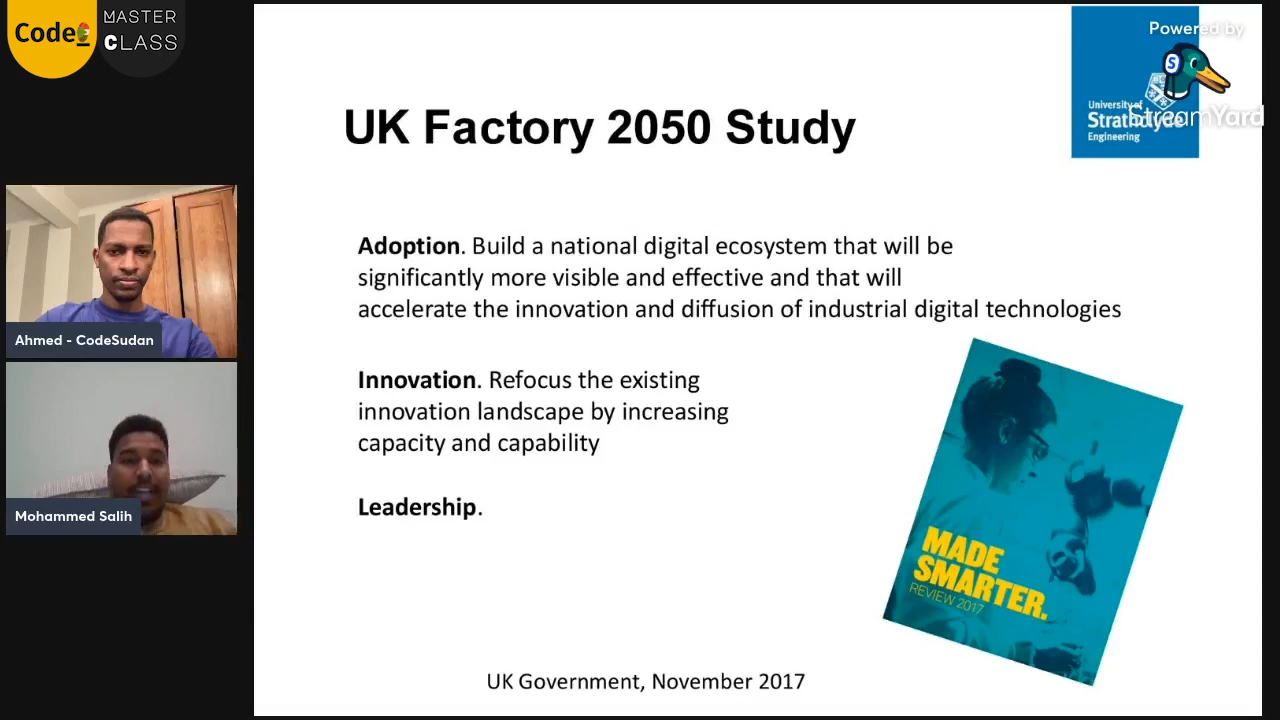 Code
MASTER
CLASS
Powered by
StreamYard
University of
Strathclyde
Engineering
UK Factory 2050 Study
Adoption. Build a national digital ecosystem that will be
significantly more visible and effective and that will
accelerate the innovation and diffusion of industrial digital technologies
Innovation. Refocus the existing
innovation landscape by increasing
capacity and capability
Leadership.
MADE
SMARTER.
REVIEW 2017
UK Government, November 2017
Ahmed - CodeSudan
Mohammed Salih